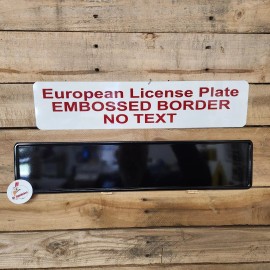 European License Plate
EMBOSSED BORDER
NO TEXT